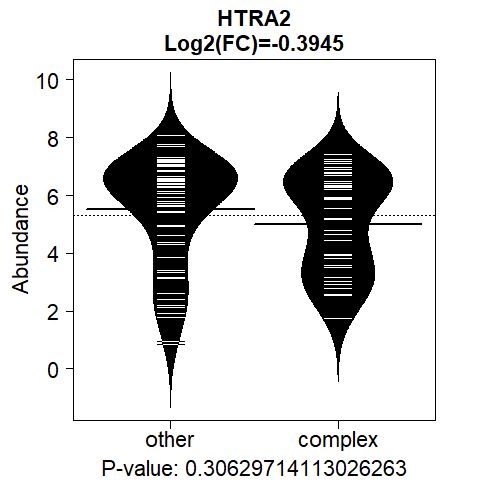 HTRA2
Log2(FC)=-0.3945
10
8
6
4
2
0
Abundance
other
complex
P-value: 0.30629714113026263